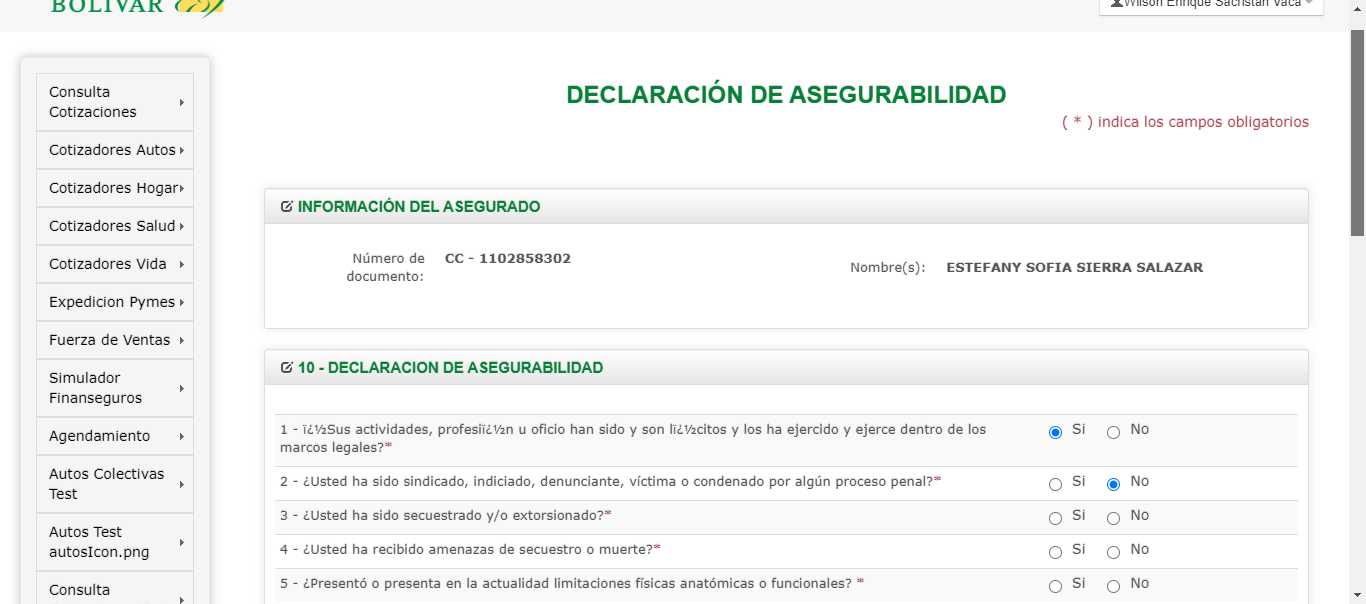 BOLÍVAR
Wilson Enrique Sachstan Vaca
Consulta
Cotizaciones
Cotizadores Autos
Cotizadores Hogar
Cotizadores Salud
Cotizadores Vida
Expedicion Pymes
Fuerza de Ventas
Simulador
Finanseguros
Agendamiento
Autos Colectivas
Test
Autos Test
autosIcon.png
Consulta
DECLARACIÓN DE ASEGURABILIDAD
( * ) indica los campos obligatorios
INFORMACIÓN DEL ASEGURADO
Número de
documento:
CC - 1102858302
Nombre(s): ESTEFANY SOFIA SIERRA SALAZAR
10 - DECLARACION DE ASEGURABILIDAD
1 - ï¿½Sus actividades, profesiï¿½n u oficio han sido y son lï¿½citos y los ha ejercido y ejerce dentro de los
marcos legales?*
Si No
2 - ¿Usted ha sido sindicado, indiciado, denunciante, víctima o condenado por algún proceso penal?* Si No
3 - ¿Usted ha sido secuestrado y/o extorsionado?* Si No
4 - ¿Usted ha recibido amenazas de secuestro o muerte?* Si No
5 - ¿Presentó o presenta en la actualidad limitaciones físicas anatómicas o funcionales? * Si No